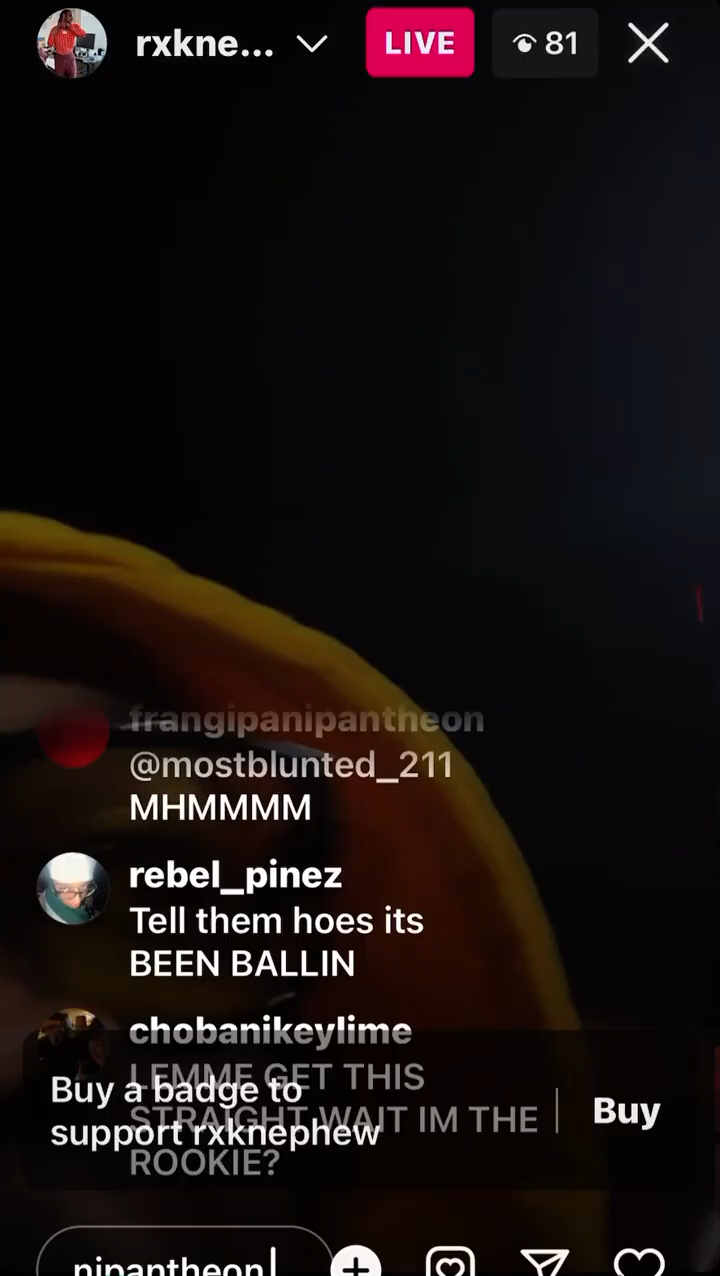 rxkne...
LIVE
81
frangipanipantheon
@mostblunted_211
MHMMMM
rebel_pinez
Tell them hoes its
BEEN BALLIN
chobanikeylime
LEMME GET THIS
STRAIGHT WAIT IM THE
ROOKIE?
Buy a badge to
support rxknephew
Buy
nipantheon